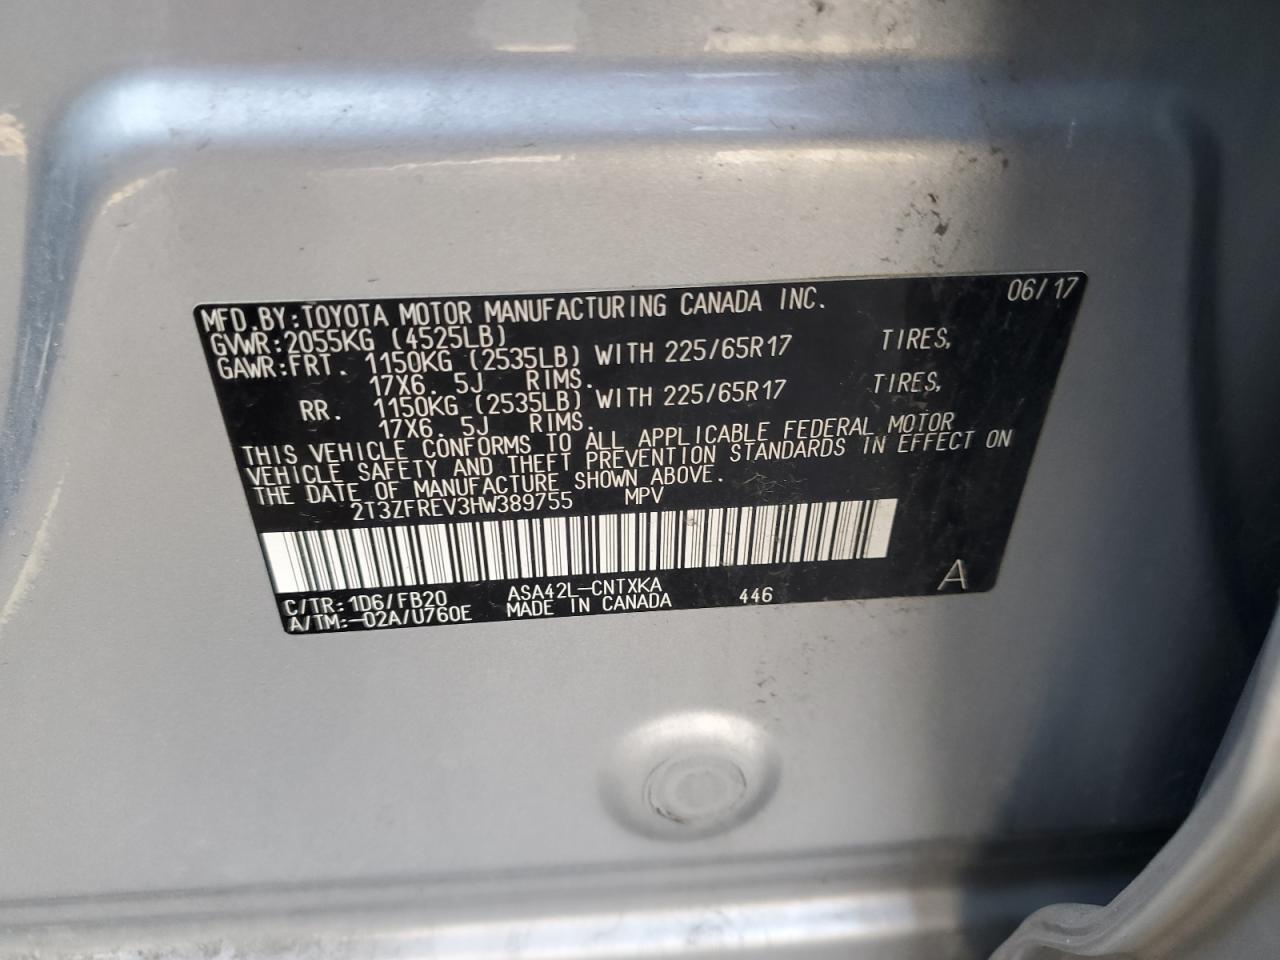 MFD.BY:TOYOTA MOTOR MANUFACTURING CANADA INC. 06/17
GVWR:2055KG (4525LB)
GAWR:FRT. 1150KG (2535LB) WITH 225/65R17 TIRES,
17X6.5J RIMS.
RR. 1150KG (2535LB) WITH 225/65R17 TIRES,
17X6.5J RIMS.
THIS VEHICLE CONFORMS TO ALL APPLICABLE FEDERAL MOTOR
VEHICLE SAFETY AND THEFT PREVENTION STANDARDS IN EFFECT ON
THE DATE OF MANUFACTURE SHOWN ABOVE.
2T3ZFREV3HW389755 MPV
C/TR:1D6/FB20 ASA42L-CNTXKA
A/TM:-02A/U760E MADE IN CANADA 446 A